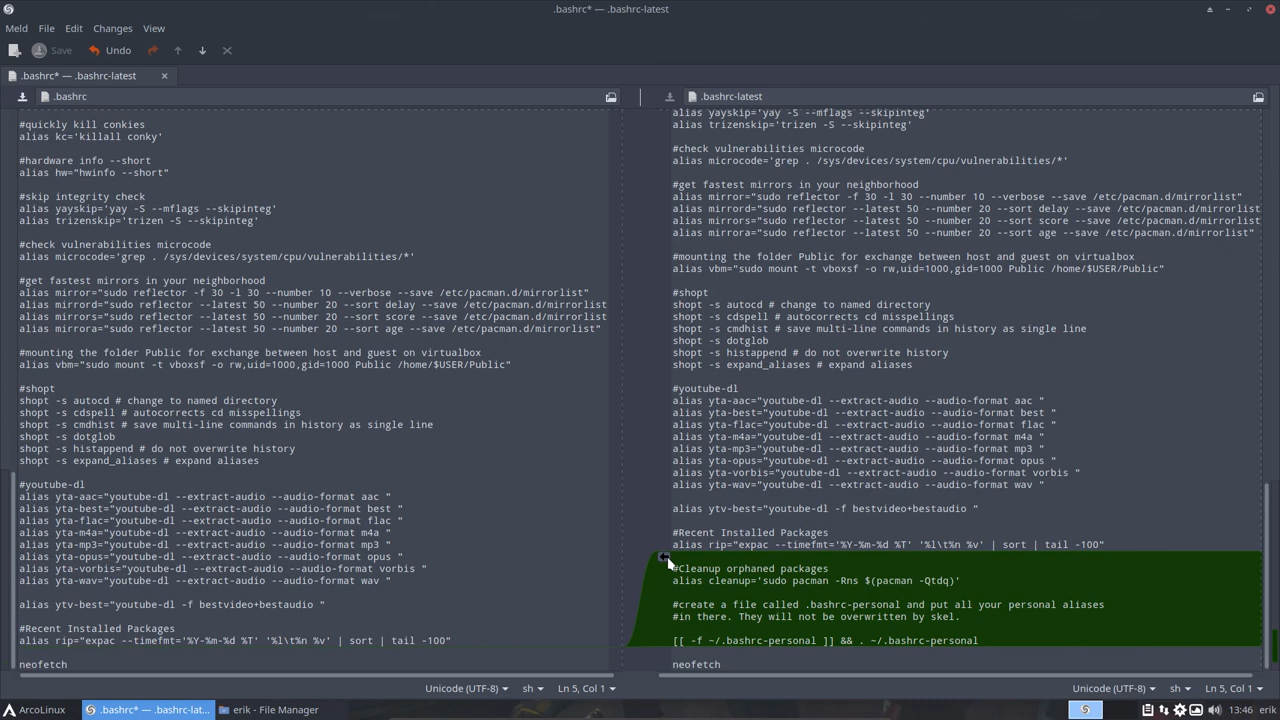 .bashrc* — .bashrc-latest
Meld File Edit Changes View
Save Undo
.bashrc* — .bashrc-latest
.bashrc
#quickly kill conkies
alias kc='killall conky'
#hardware info --short
alias hw="hwinfo --short"
#skip integrity check
alias yayskip='yay -S --mflags --skipinteg'
alias trizenskip='trizen -S --skipinteg'
#check vulnerabilities microcode
alias microcode='grep . /sys/devices/system/cpu/vulnerabilities/*'
#get fastest mirrors in your neighborhood
alias mirror="sudo reflector -f 30 -l 30 --number 10 --verbose --save /etc/pacman.d/mirrorlist"
alias mirrord="sudo reflector --latest 50 --number 20 --sort delay --save /etc/pacman.d/mirrorlist
alias mirrors="sudo reflector --latest 50 --number 20 --sort score --save /etc/pacman.d/mirrorlist
alias mirrora="sudo reflector --latest 50 --number 20 --sort age --save /etc/pacman.d/mirrorlist"
#mounting the folder Public for exchange between host and guest on virtualbox
alias vbm="sudo mount -t vboxsf -o rw,uid=1000,gid=1000 Public /home/$USER/Public"
#shopt
shopt -s autocd # change to named directory
shopt -s cdspell # autocorrects cd misspellings
shopt -s cmdhist # save multi-line commands in history as single line
shopt -s dotglob
shopt -s histappend # do not overwrite history
shopt -s expand_aliases # expand aliases
#youtube-dl
alias yta-aac="youtube-dl --extract-audio --audio-format aac "
alias yta-best="youtube-dl --extract-audio --audio-format best "
alias yta-flac="youtube-dl --extract-audio --audio-format flac "
alias yta-m4a="youtube-dl --extract-audio --audio-format m4a "
alias yta-mp3="youtube-dl --extract-audio --audio-format mp3 "
alias yta-opus="youtube-dl --extract-audio --audio-format opus "
alias yta-vorbis="youtube-dl --extract-audio --audio-format vorbis "
alias yta-wav="youtube-dl --extract-audio --audio-format wav "
alias ytv-best="youtube-dl -f bestvideo+bestaudio "
#Recent Installed Packages
alias rip="expac --timefmt='%Y-%m-%d %T' '%l\t%n %v' | sort | tail -100"
neofetch
Unicode (UTF-8) sh Ln 5, Col 1
.bashrc-latest
alias yayskip='yay -S --mflags --skipinteg'
alias trizenskip='trizen -S --skipinteg'
#check vulnerabilities microcode
alias microcode='grep . /sys/devices/system/cpu/vulnerabilities/*'
#get fastest mirrors in your neighborhood
alias mirror="sudo reflector -f 30 -l 30 --number 10 --verbose --save /etc/pacman.d/mirrorlist"
alias mirrord="sudo reflector --latest 50 --number 20 --sort delay --save /etc/pacman.d/mirrorlist
alias mirrors="sudo reflector --latest 50 --number 20 --sort score --save /etc/pacman.d/mirrorlist
alias mirrora="sudo reflector --latest 50 --number 20 --sort age --save /etc/pacman.d/mirrorlist"
#mounting the folder Public for exchange between host and guest on virtualbox
alias vbm="sudo mount -t vboxsf -o rw,uid=1000,gid=1000 Public /home/$USER/Public"
#shopt
shopt -s autocd # change to named directory
shopt -s cdspell # autocorrects cd misspellings
shopt -s cmdhist # save multi-line commands in history as single line
shopt -s dotglob
shopt -s histappend # do not overwrite history
shopt -s expand_aliases # expand aliases
#youtube-dl
alias yta-aac="youtube-dl --extract-audio --audio-format aac "
alias yta-best="youtube-dl --extract-audio --audio-format best "
alias yta-flac="youtube-dl --extract-audio --audio-format flac "
alias yta-m4a="youtube-dl --extract-audio --audio-format m4a "
alias yta-mp3="youtube-dl --extract-audio --audio-format mp3 "
alias yta-opus="youtube-dl --extract-audio --audio-format opus "
alias yta-vorbis="youtube-dl --extract-audio --audio-format vorbis "
alias yta-wav="youtube-dl --extract-audio --audio-format wav "
alias ytv-best="youtube-dl -f bestvideo+bestaudio "
#Recent Installed Packages
alias rip="expac --timefmt='%Y-%m-%d %T' '%l\t%n %v' | sort | tail -100"
#Cleanup orphaned packages
alias cleanup='sudo pacman -Rns $(pacman -Qtdq)'
#create a file called .bashrc-personal and put all your personal aliases
#in there. They will not be overwritten by skel.
[[ -f ~/.bashrc-personal ]] && . ~/.bashrc-personal
neofetch
Unicode (UTF-8) sh Ln 5, Col 1
ArcoLinux .bashrc* — .bashrc-lat... erik - File Manager 13:46 erik